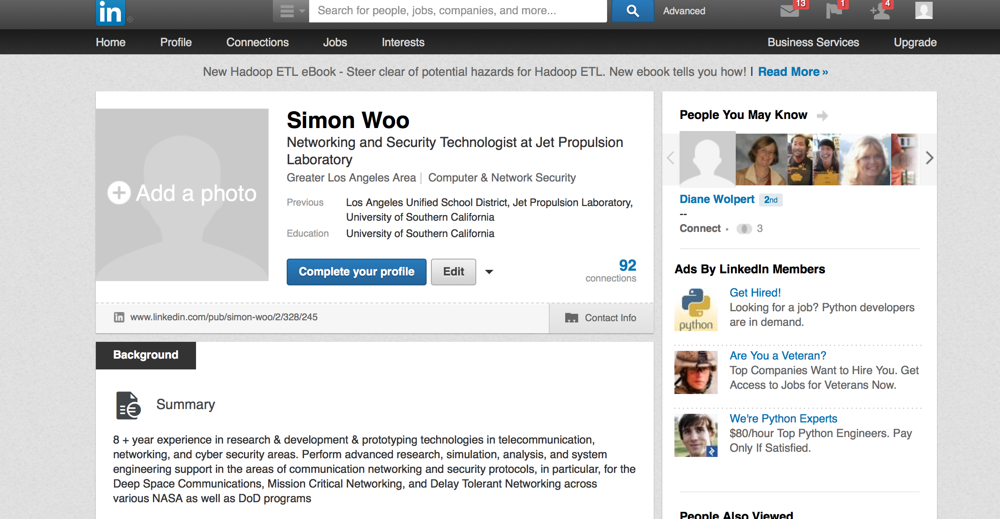 in ®
Search for people, jobs, companies, and more...
Advanced
13
1
4
Home
Profile
Connections
Jobs
Interests
Business Services
Upgrade
New Hadoop ETL eBook - Steer clear of potential hazards for Hadoop ETL. New ebook tells you how! | Read More »
Add a photo
Simon Woo
Networking and Security Technologist at Jet Propulsion
Laboratory
Greater Los Angeles Area | Computer & Network Security
Previous Los Angeles Unified School District, Jet Propulsion Laboratory,
University of Southern California
Education University of Southern California
Complete your profile
Edit
92
connections
in www.linkedin.com/pub/simon-woo/2/328/245
Contact Info
Background
Summary
8 + year experience in research & development & prototyping technologies in telecommunication,
networking, and cyber security areas. Perform advanced research, simulation, analysis, and system
engineering support in the areas of communication networking and security protocols, in particular, for the
Deep Space Communications, Mission Critical Networking, and Delay Tolerant Networking across
various NASA as well as DoD programs
People You May Know
Diane Wolpert 2nd
--
Connect • 3
Ads By LinkedIn Members
python
Get Hired!
Looking for a job? Python developers
are in demand.
Are You a Veteran?
Top Companies Want to Hire You. Get
Access to Jobs for Veterans Now.
We're Python Experts
$80/hour Top Python Engineers. Pay
Only If Satisfied.
People Also Viewed